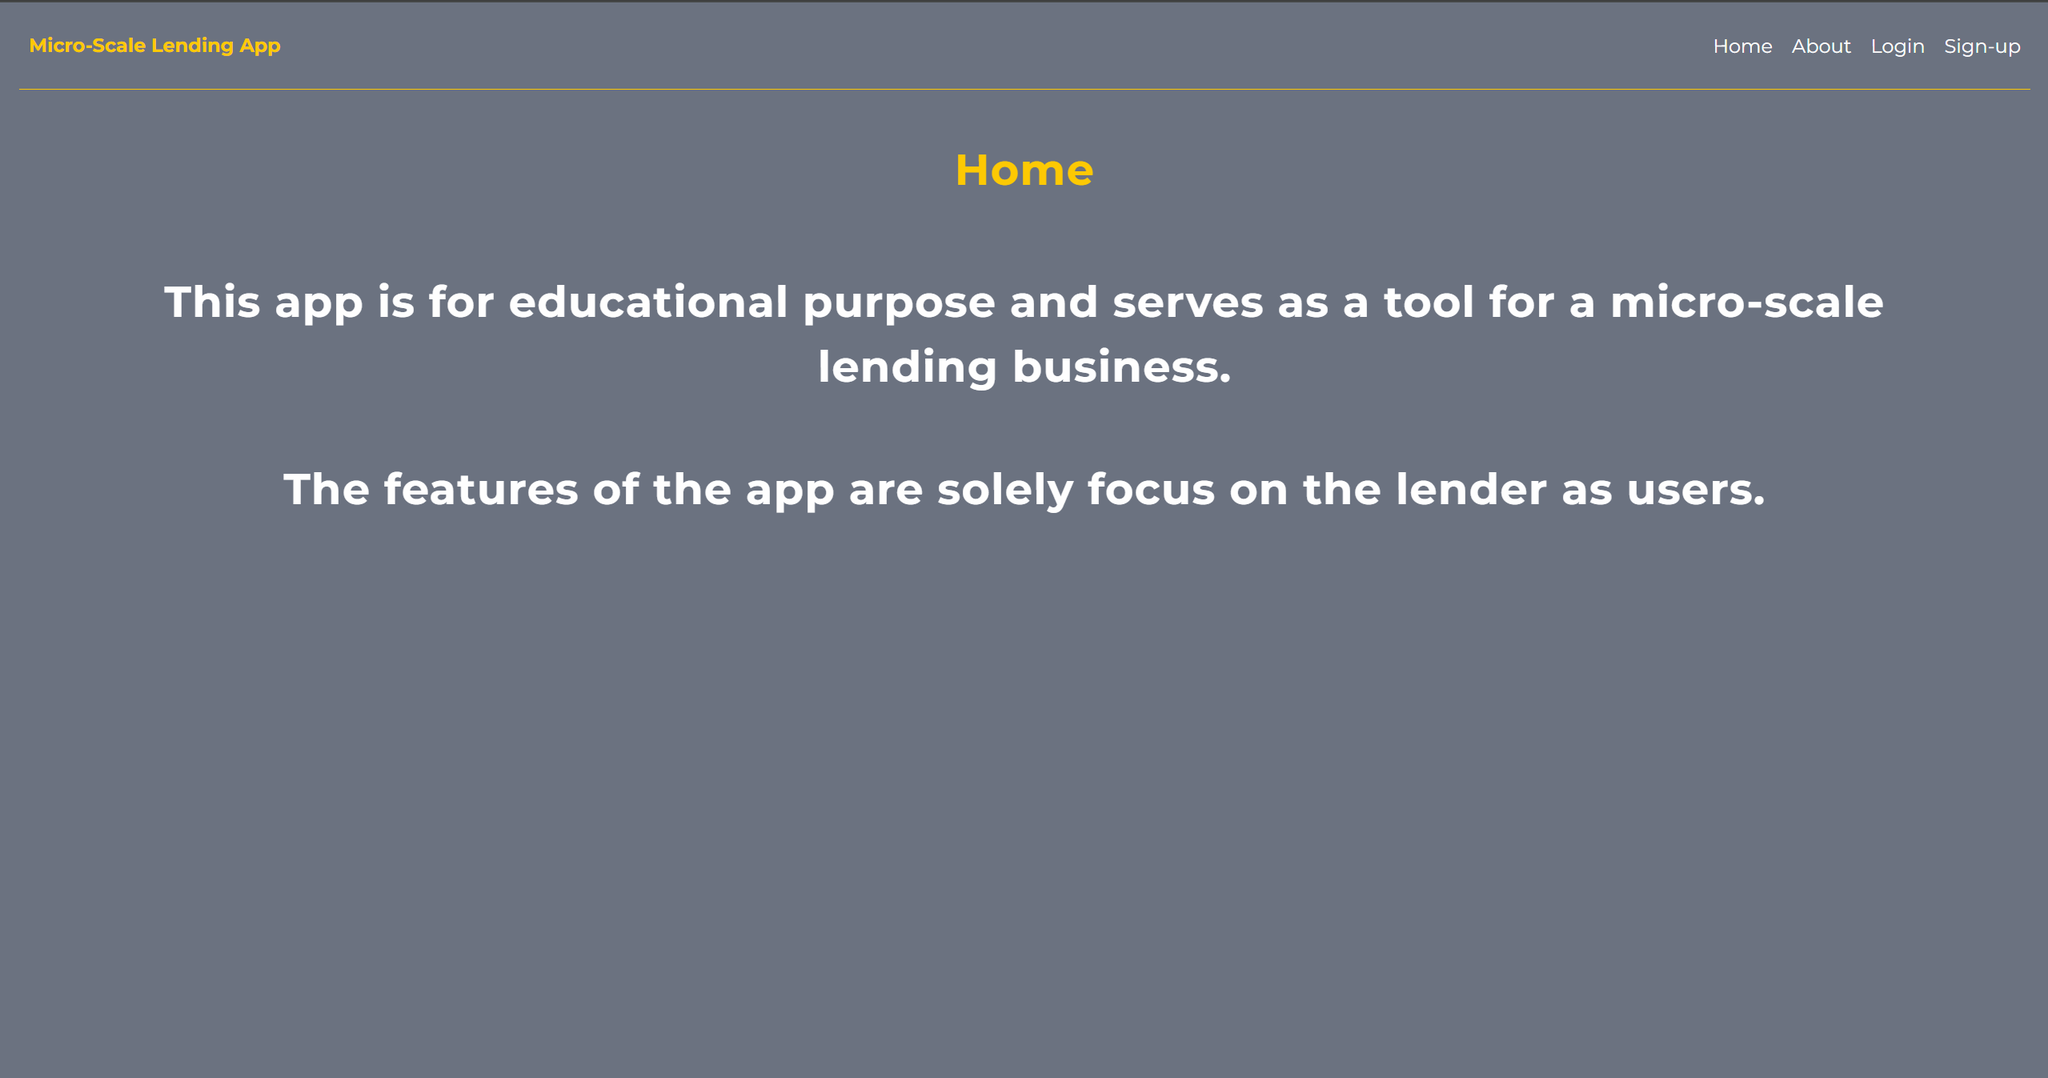 Micro-Scale Lending App
Home About Login Sign-up
Home
This app is for educational purpose and serves as a tool for a micro-scale
lending business.
The features of the app are solely focus on the lender as users.